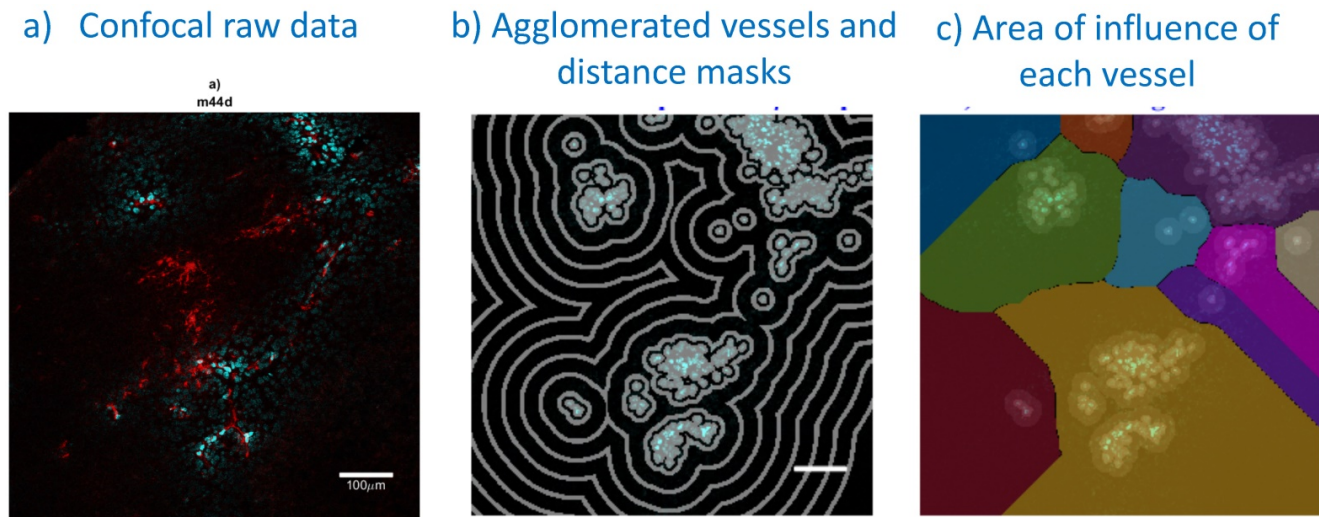 a) Confocal raw data
b) Agglomerated vessels and
distance masks
c) Area of influence of
each vessel
a)
m44d
100μm